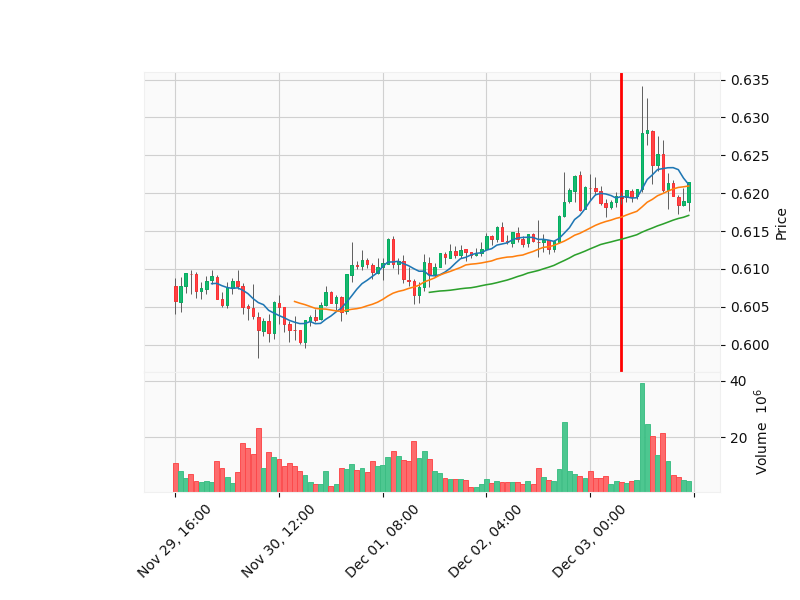 0.635
0.630
0.625
0.620
0.615
0.610
0.605
0.600
Price
40
20
Volume 10⁶
Nov 29, 16:00
Nov 30, 12:00
Dec 01, 08:00
Dec 02, 04:00
Dec 03, 00:00